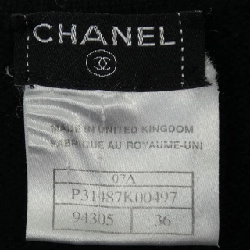 CHANEL
MADE IN UNITED KINGDOM
FABRIQUE AU ROYAUME-UNI
07A
P31487K00497
94305 36